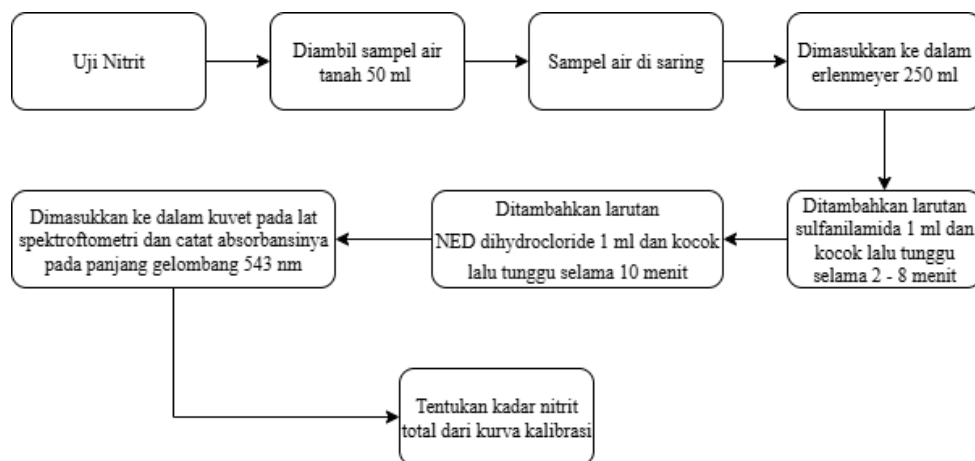 Uji Nitrit
Diambil sampel air
tanah 50 ml
Sampel air di saring
Dimasukkan ke dalam
erlenmeyer 250 ml
Ditambahkan larutan
sulfanilamida 1 ml dan
kocok lalu tunggu
selama 2 - 8 menit
Ditambahkan larutan
NED dihydrocloride 1 ml dan kocok
lalu tunggu selama 10 menit
Dimasukkan ke dalam kuvet pada lat
spektroftometri dan catat absorbansinya
pada panjang gelombang 543 nm
Tentukan kadar nitrit
total dari kurva kalibrasi